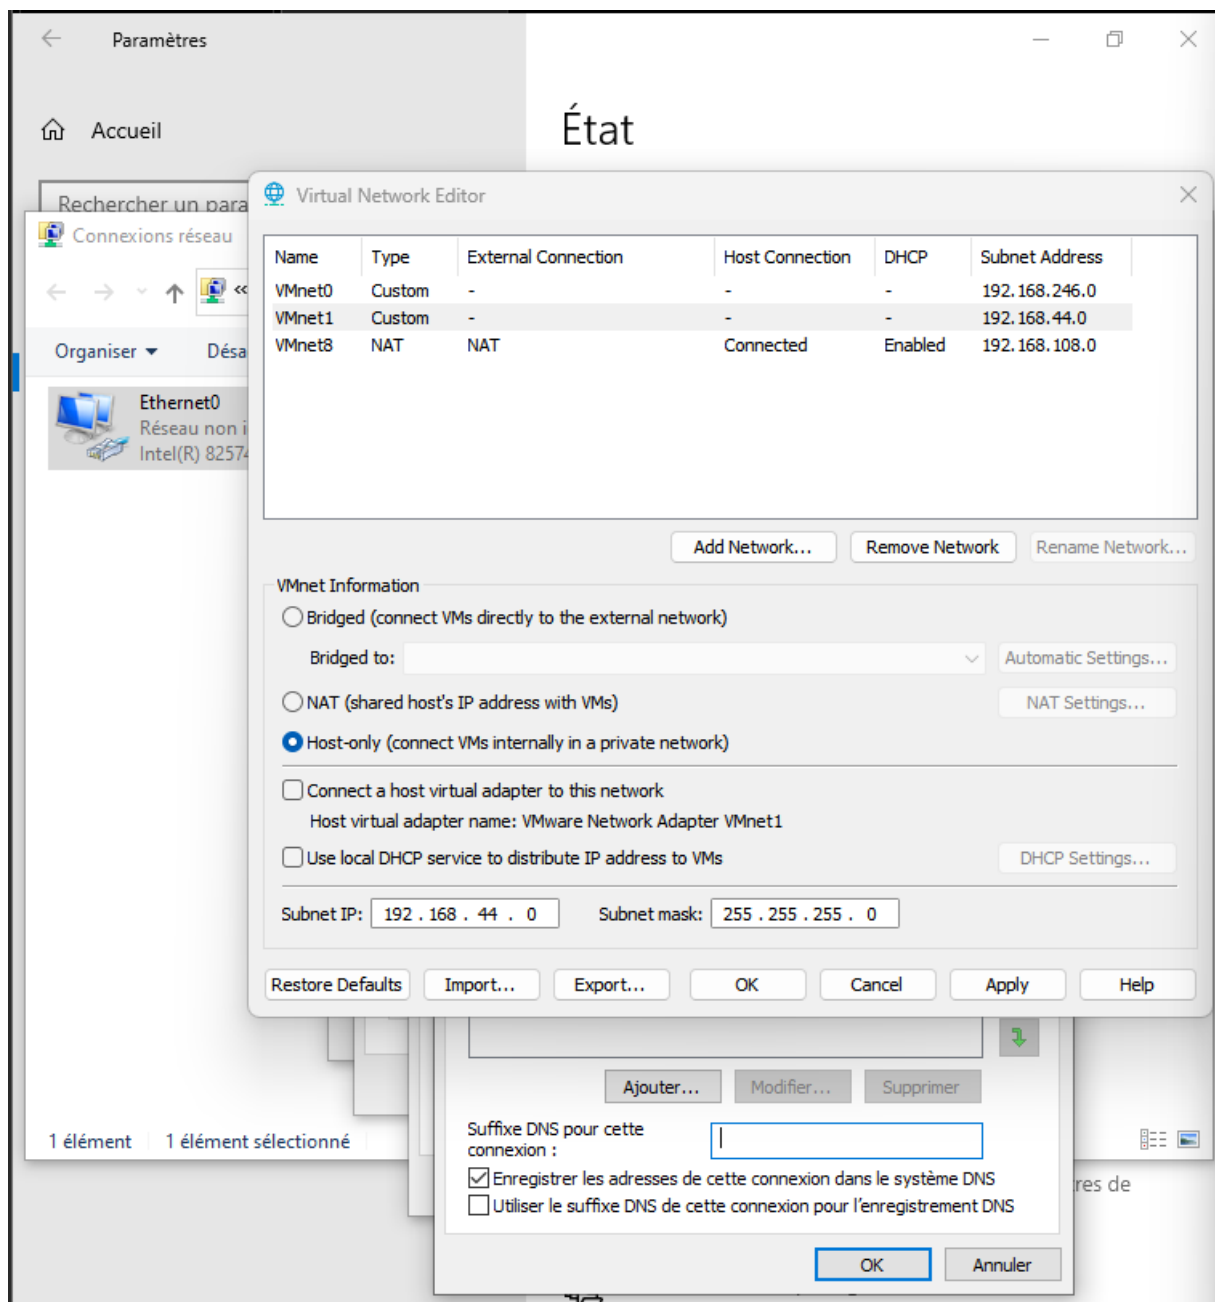 Paramètres
Accueil
État
Rechercher un para
Connexions réseau
«
Organiser
Désa
Ethernet0
Réseau non i
Intel(R) 8257
Virtual Network Editor
Name Type External Connection Host Connection DHCP Subnet Address
VMnet0 Custom - - - 192.168.246.0
VMnet1 Custom - - - 192.168.44.0
VMnet8 NAT NAT Connected Enabled 192.168.108.0
Add Network... Remove Network Rename Network...
VMnet Information
Bridged (connect VMs directly to the external network)
Bridged to: Automatic Settings...
NAT (shared host's IP address with VMs) NAT Settings...
Host-only (connect VMs internally in a private network)
Connect a host virtual adapter to this network
Host virtual adapter name: VMware Network Adapter VMnet1
Use local DHCP service to distribute IP address to VMs DHCP Settings...
Subnet IP: 192 . 168 . 44 . 0 Subnet mask: 255 . 255 . 255 . 0
Restore Defaults Import... Export... OK Cancel Apply Help
Ajouter... Modifier... Supprimer
Suffixe DNS pour cette
connexion :
Enregistrer les adresses de cette connexion dans le système DNS
Utiliser le suffixe DNS de cette connexion pour l'enregistrement DNS
OK Annuler
1 élément 1 élément sélectionné
tres de